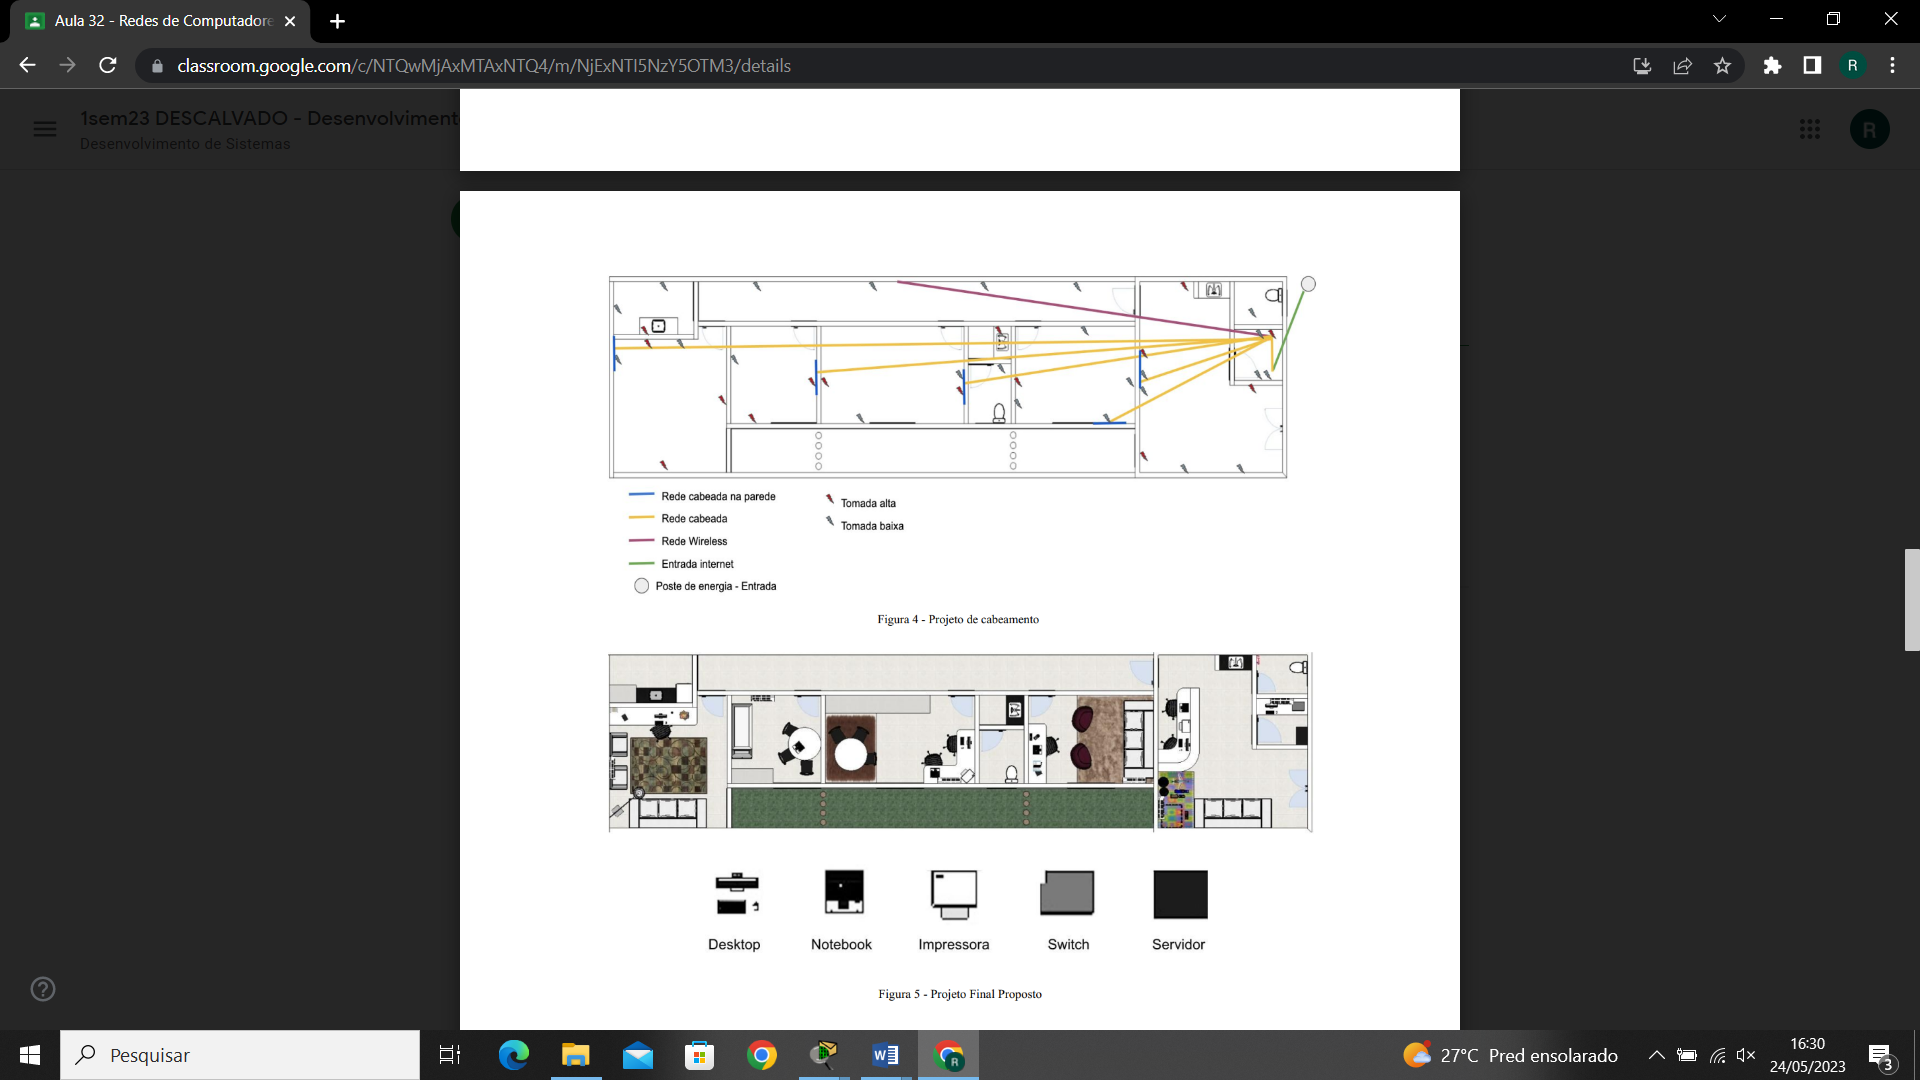 Aula 32 - Redes de Computadore
classroom.google.com/c/NTQwMjAxMTAxNTQ4/m/NjExNTI5NzY5OTM3/details
R
1sem23 DESCALVADO - Desenvolviment
Desenvolvimento de Sistemas
R
Rede cabeada na parede
Rede cabeada
Rede Wireless
Entrada internet
Poste de energia - Entrada
Tomada alta
Tomada baixa
Figura 4 - Projeto de cabeamento
Desktop
Notebook
Impressora
Switch
Servidor
Figura 5 - Projeto Final Proposto
Pesquisar
R
27°C Pred ensolarado
16:30
24/05/2023
3